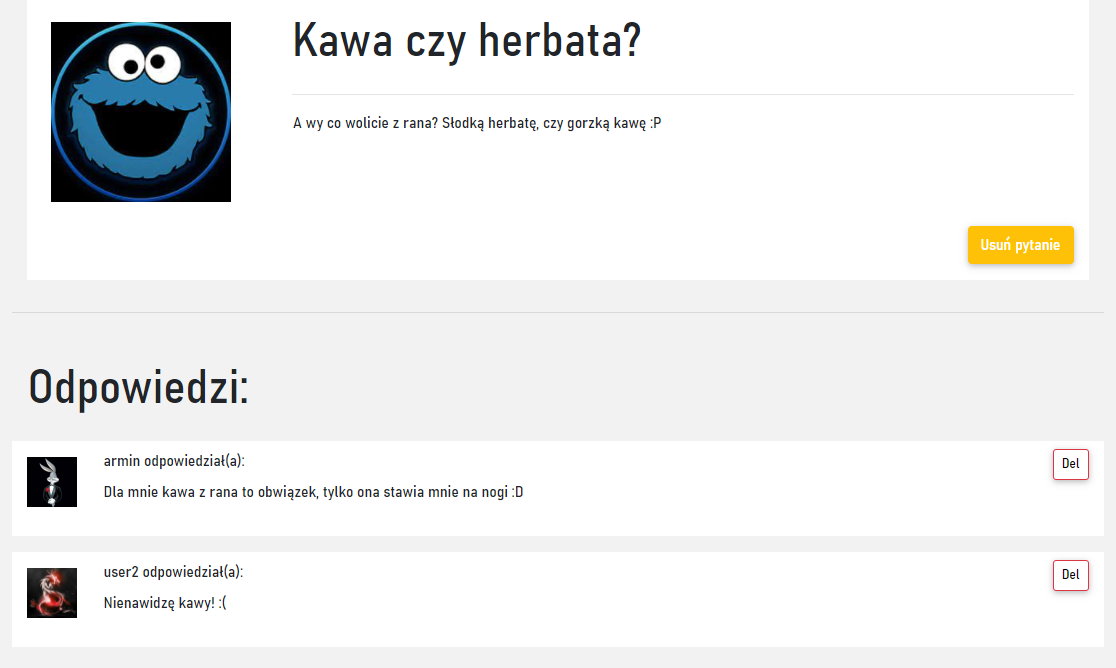 Kawa czy herbata?
A wy co wolicie z rana? Słodką herbatę, czy gorzką kawę :P
Usuń pytanie
Odpowiedzi:
armin odpowiedział(a):
Del
Dla mnie kawa z rana to obwiązek, tylko ona stawia mnie na nogi :D
user2 odpowiedział(a):
Del
Nienawidzę kawy! :(